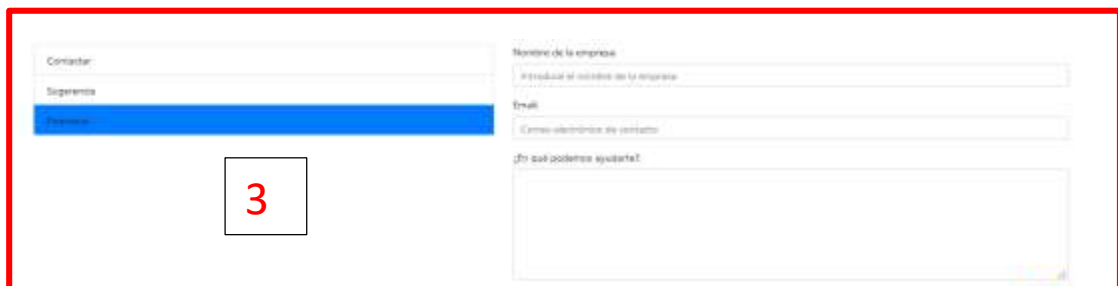 Contactar
Sugerencia
3
Nombre de la empresa
Introduce el nombre de la empresa
Email
Correo electrónico de contacto
¿En qué podemos ayudarte?